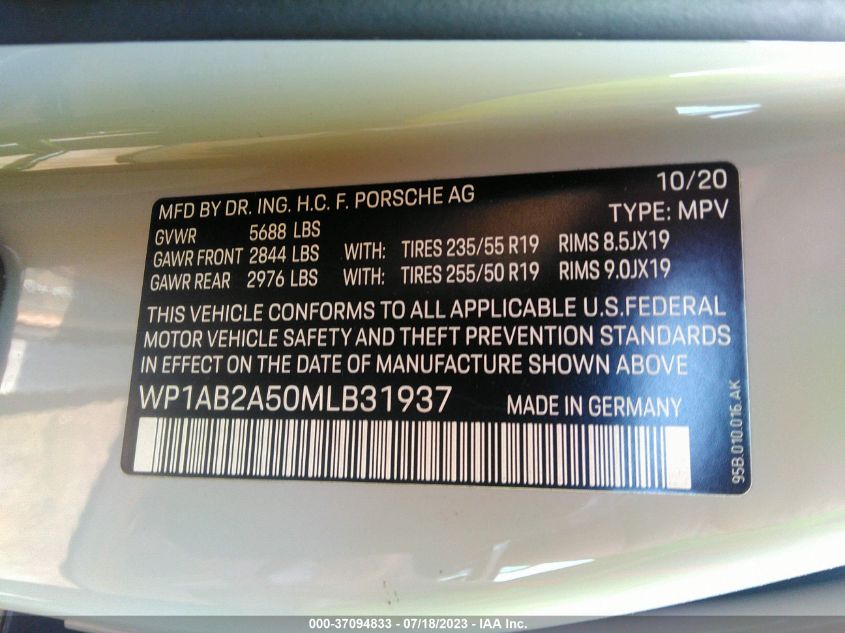 MFD BY DR. ING. H.C. F. PORSCHE AG 10/20
GVWR 5688 LBS TYPE: MPV
GAWR FRONT 2844 LBS WITH: TIRES 235/55 R19 RIMS 8.5JX19
GAWR REAR 2976 LBS WITH: TIRES 255/50 R19 RIMS 9.0JX19
THIS VEHICLE CONFORMS TO ALL APPLICABLE U.S.FEDERAL
MOTOR VEHICLE SAFETY AND THEFT PREVENTION STANDARDS
IN EFFECT ON THE DATE OF MANUFACTURE SHOWN ABOVE
WP1AB2A50MLB31937 MADE IN GERMANY
95B.010.016.AK
000-37094833 - 07/18/2023 - IAA Inc.